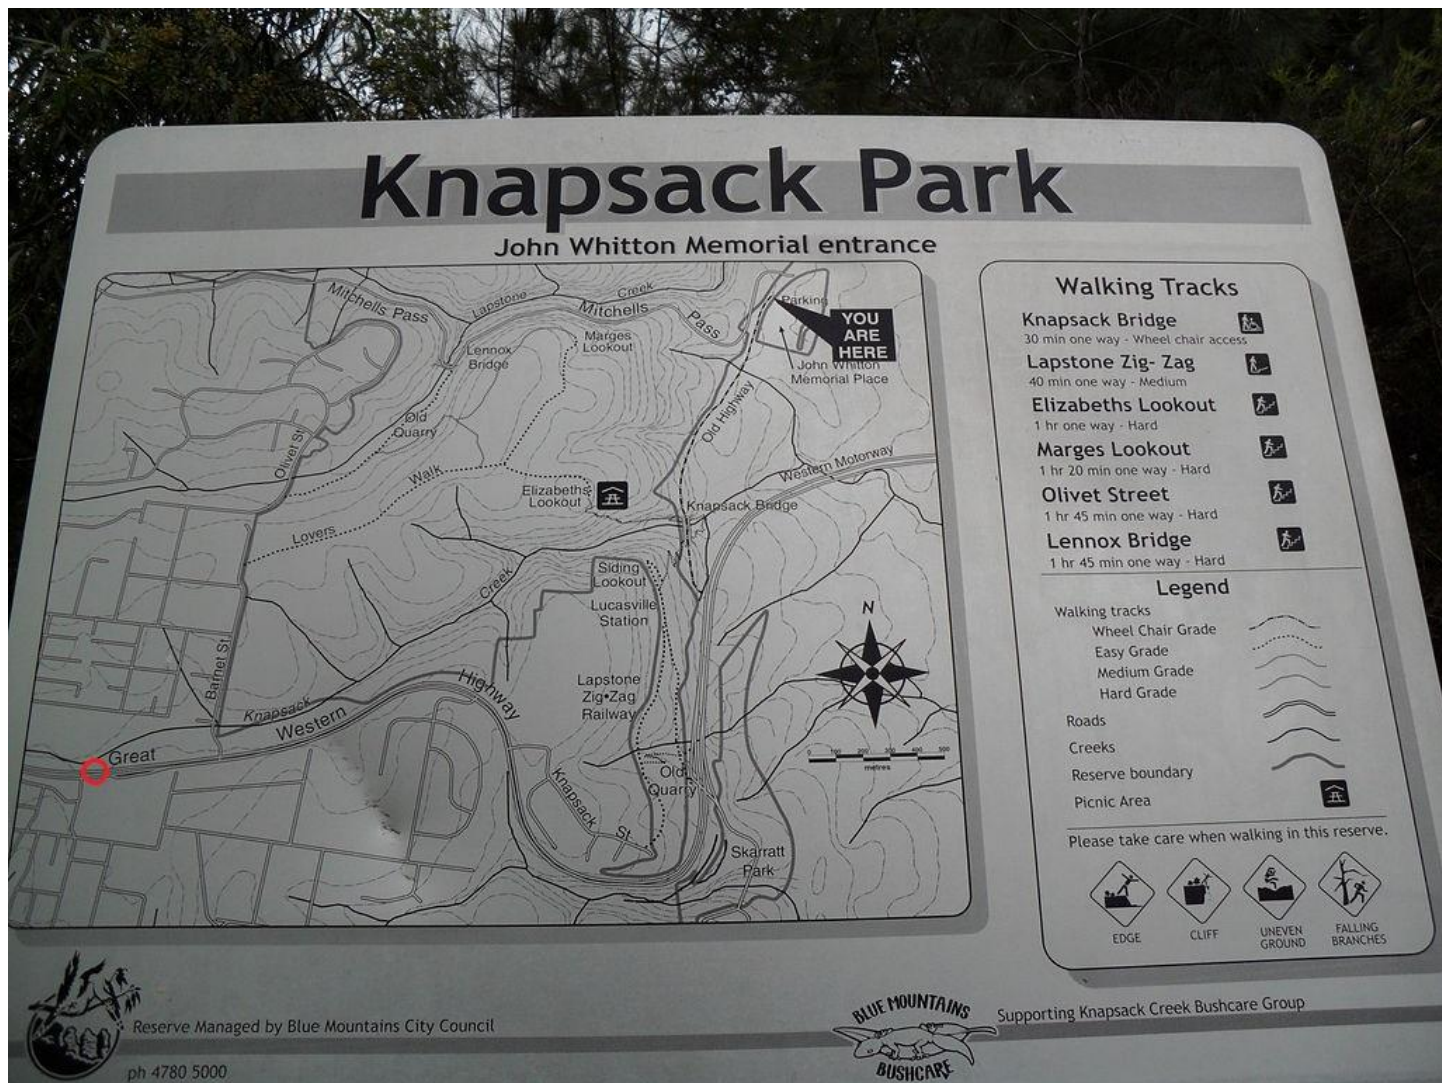 Knapsack Park
John Whitton Memorial entrance
Mitchells Pass
Lapstone
Creek
Mitchells
Pass
Parking
YOU
ARE
HERE
John Whitton
Memorial Place
Marges
Lookout
Lennox
Bridge
Old
Quarry
Olivet St
Old Highway
Western Motorway
Walk
Lovers
Elizabeths
Lookout
Knapsack Bridge
Siding
Lookout
Creek
Lucasville
Station
Barnet St
Lapstone
Zig•Zag
Railway
Knapsack
Great
Western
Highway
Knapsack
St
Old
Quarry
Skarratt
Park
N
0 100 200 300 400 500
metres
Walking Tracks
Knapsack Bridge
30 min one way - Wheel chair access
Lapstone Zig- Zag
40 min one way - Medium
Elizabeths Lookout
1 hr one way - Hard
Marges Lookout
1 hr 20 min one way - Hard
Olivet Street
1 hr 45 min one way - Hard
Lennox Bridge
1 hr 45 min one way - Hard
Legend
Walking tracks
Wheel Chair Grade
Easy Grade
Medium Grade
Hard Grade
Roads
Creeks
Reserve boundary
Picnic Area
Please take care when walking in this reserve.
EDGE
CLIFF
UNEVEN
GROUND
FALLING
BRANCHES
Reserve Managed by Blue Mountains City Council
ph 4780 5000
BLUE MOUNTAINS
BUSHCARE
Supporting Knapsack Creek Bushcare Group